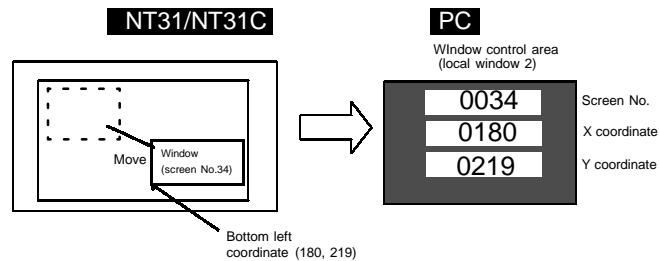 NT31/NT31C
PC
WIndow control area
(local window 2)
0034
Screen No.
0180
X coordinate
0219
Y coordinate
Move
Window
(screen No.34)
Bottom left
coordinate (180, 219)